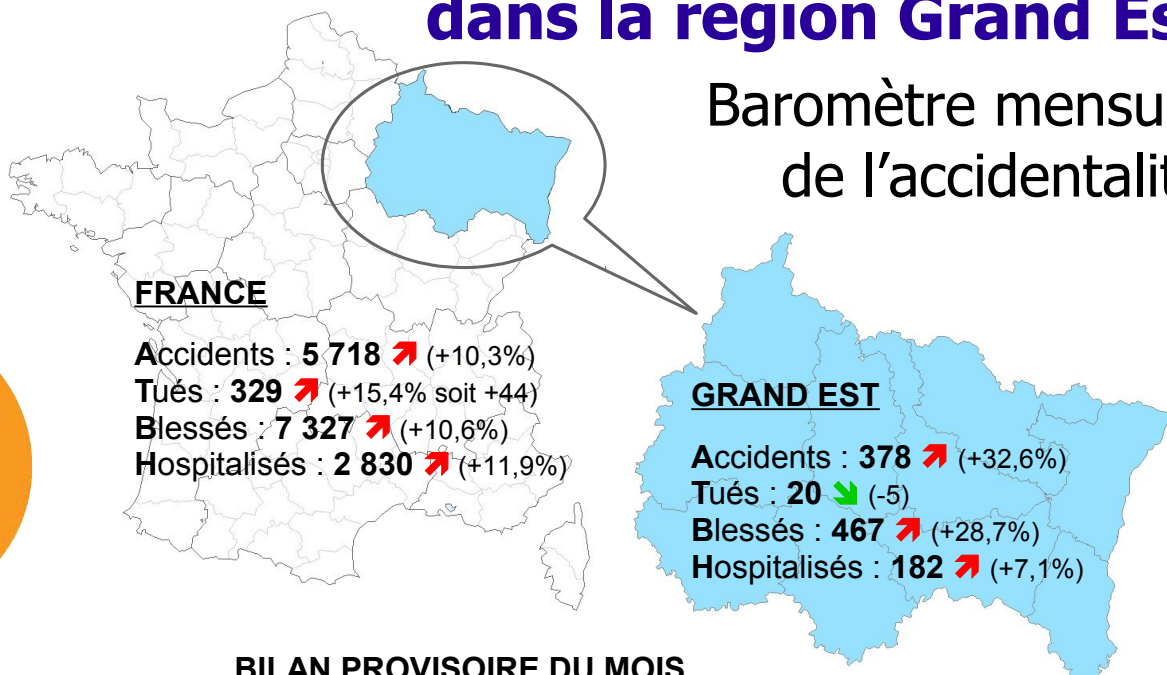 dans la région Grand Es
Baromètre mensu
de l’accidentalit
FRANCE
Accidents : 5 718 (+10,3%)
Tués : 329 (+15,4% soit +44)
Blessés : 7 327 (+10,6%)
Hospitalisés : 2 830 (+11,9%)
GRAND EST
Accidents : 378 (+32,6%)
Tués : 20 (-5)
Blessés : 467 (+28,7%)
Hospitalisés : 182 (+7,1%)
BILAN PROVISOIRE DU MOIS